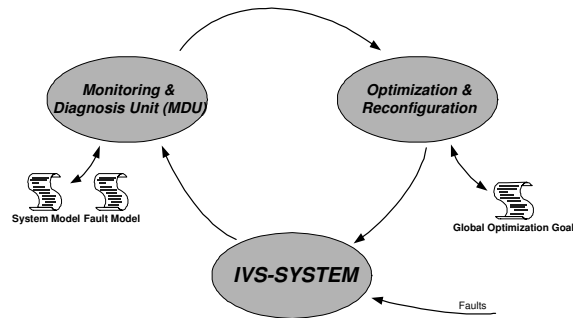 Monitoring &
Diagnosis Unit (MDU)
Optimization &
Reconfiguration
System Model Fault Model
Global Optimization Goal
IVS-SYSTEM
Faults